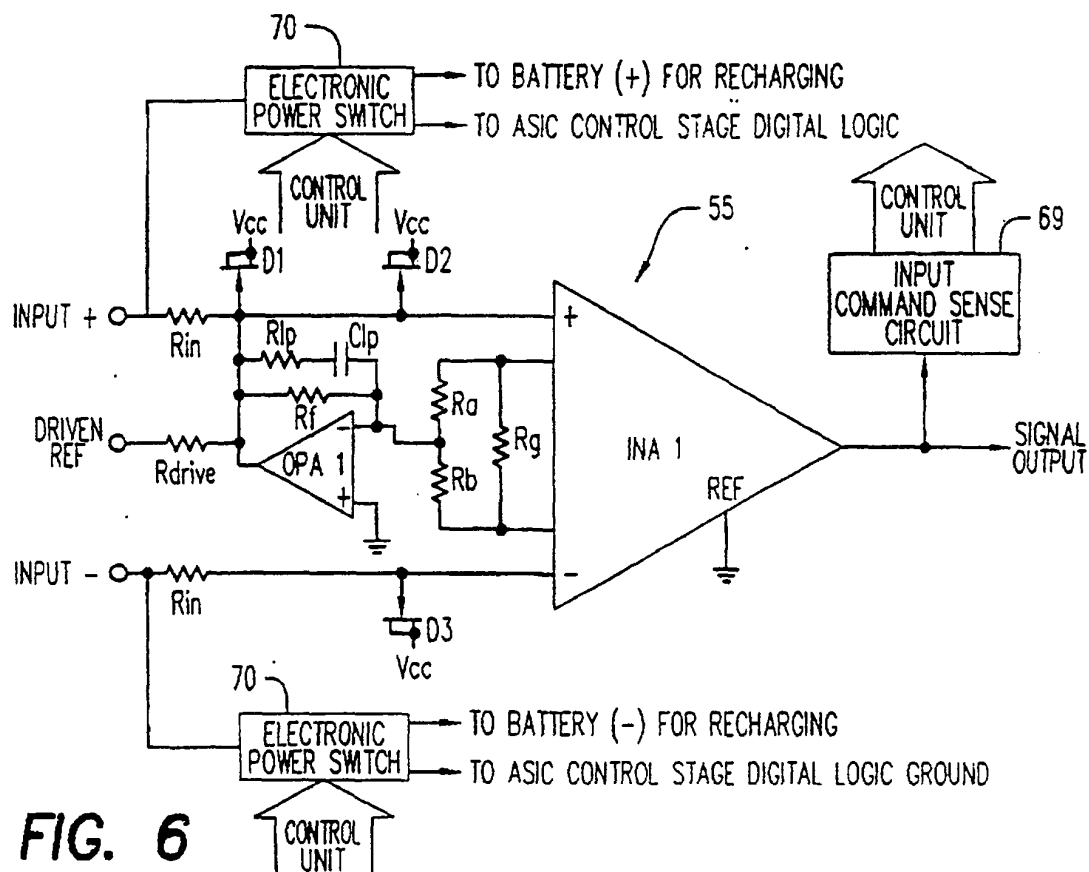 70
ELECTRONIC
POWER SWITCH
TO BATTERY (+) FOR RECHARGING
TO ASIC CONTROL STAGE DIGITAL LOGIC
CONTROL
UNIT
CONTROL
UNIT
55
69
Vcc
Vcc
D1
D2
INPUT
COMMAND SENSE
CIRCUIT
INPUT +
Rin
+
Rlp
Clp
Rf
Ra
Rg
DRIVEN
REF
Rdrive
OPA 1
-
+
Rb
INA 1
SIGNAL
OUTPUT
REF
INPUT -
Rin
-
D3
Vcc
70
ELECTRONIC
POWER SWITCH
TO BATTERY (-) FOR RECHARGING
TO ASIC CONTROL STAGE DIGITAL LOGIC GROUND
CONTROL
UNIT
FIG. 6